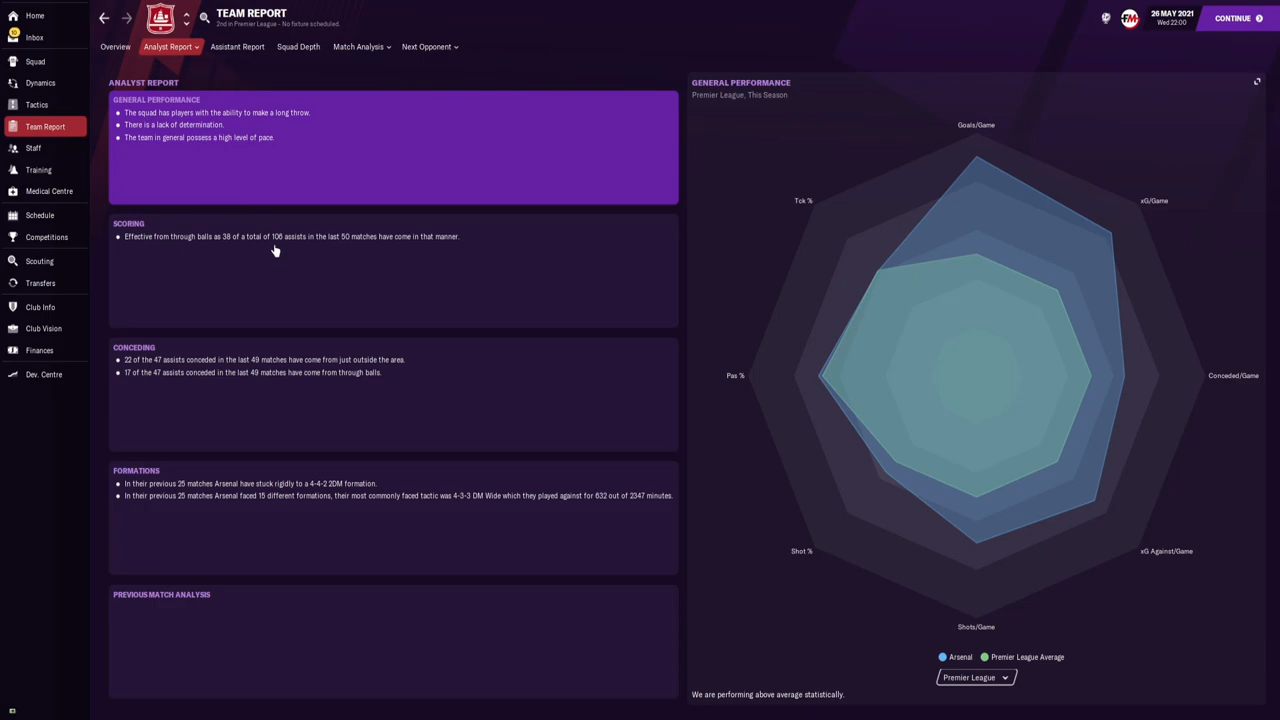 Home
10
Inbox
Squad
Dynamics
Tactics
Team Report
Staff
Training
Medical Centre
Schedule
Competitions
Scouting
Transfers
Club Info
Club Vision
Finances
Dev. Centre
TEAM REPORT
2nd in Premier League - No fixture scheduled.
FM
26 MAY 2021
Wed 22:00
CONTINUE
Overview
Analyst Report
Assistant Report
Squad Depth
Match Analysis
Next Opponent
ANALYST REPORT
GENERAL PERFORMANCE
The squad has players with the ability to make a long throw.
There is a lack of determination.
The team in general possess a high level of pace.
SCORING
Effective from through balls as 38 of a total of 106 assists in the last 50 matches have come in that manner.
CONCEDING
22 of the 47 assists conceded in the last 49 matches have come from just outside the area.
17 of the 47 assists conceded in the last 49 matches have come from through balls.
FORMATIONS
In their previous 25 matches Arsenal have stuck rigidly to a 4-4-2 2DM formation.
In their previous 25 matches Arsenal faced 15 different formations, their most commonly faced tactic was 4-3-3 DM Wide which they played against for 632 out of 2347 minutes.
PREVIOUS MATCH ANALYSIS
GENERAL PERFORMANCE
Premier League, This Season
Goals/Game
Tck %
xG/Game
Pas %
Conceded/Game
Shot %
xG Against/Game
Shots/Game
Arsenal
Premier League Average
Premier League
We are performing above average statistically.